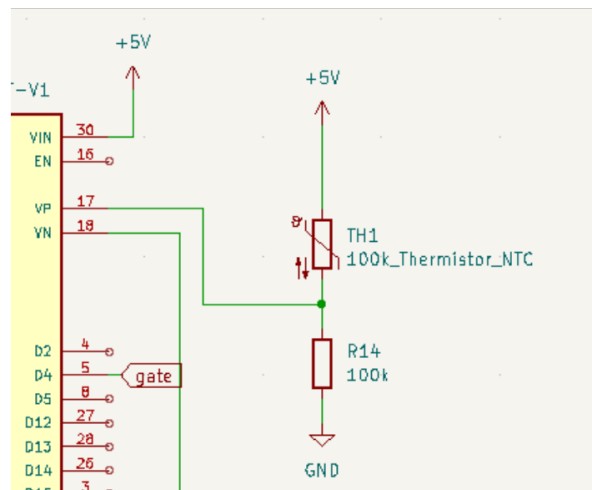 +5V
-V1
+5V
VIN 30
EN 16
VP 17
VN 18
TH1
100k_Thermistor_NTC
D2 4
D4 5 gate
D5 8
D12 27
D13 28
D14 26
R14
100k
GND
3